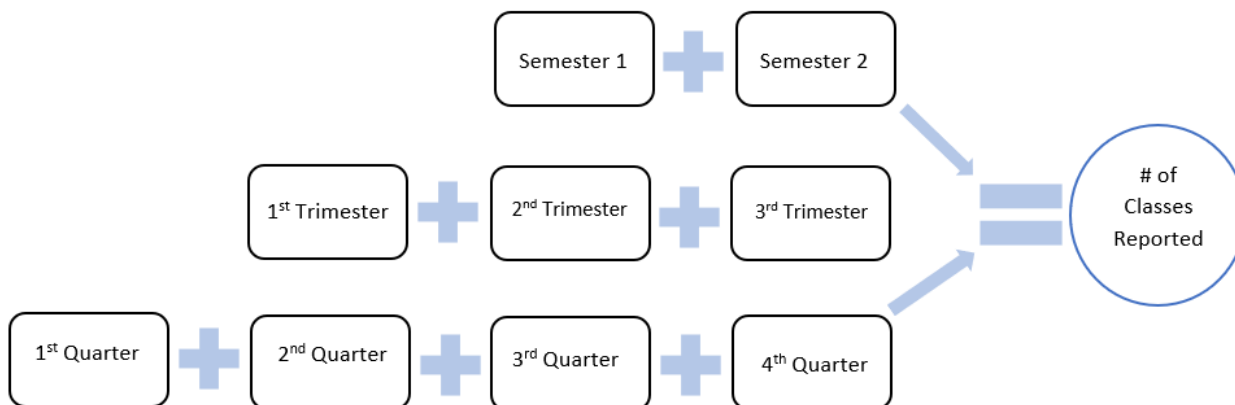 Semester 1
Semester 2
1st Trimester
2nd Trimester
3rd Trimester
# of
Classes
Reported
1st Quarter
2nd Quarter
3rd Quarter
4th Quarter